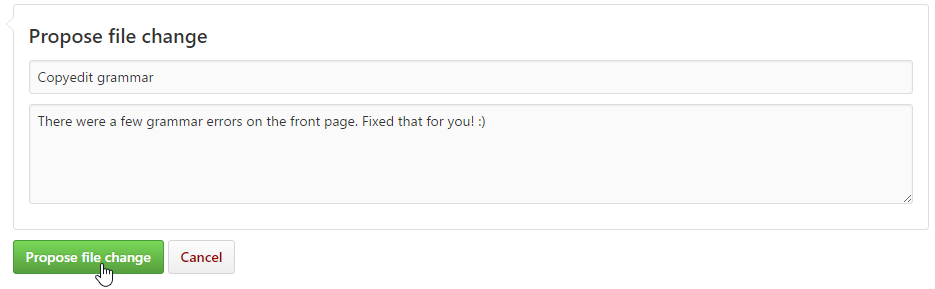 Propose file change
Copyedit grammar
There were a few grammar errors on the front page. Fixed that for you! :)
Propose file change
Cancel